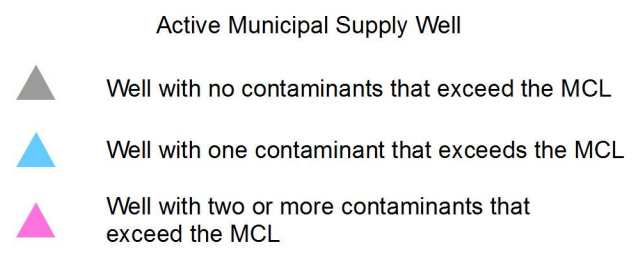 Active Municipal Supply Well
Well with no contaminants that exceed the MCL
Well with one contaminant that exceeds the MCL
Well with two or more contaminants that
exceed the MCL